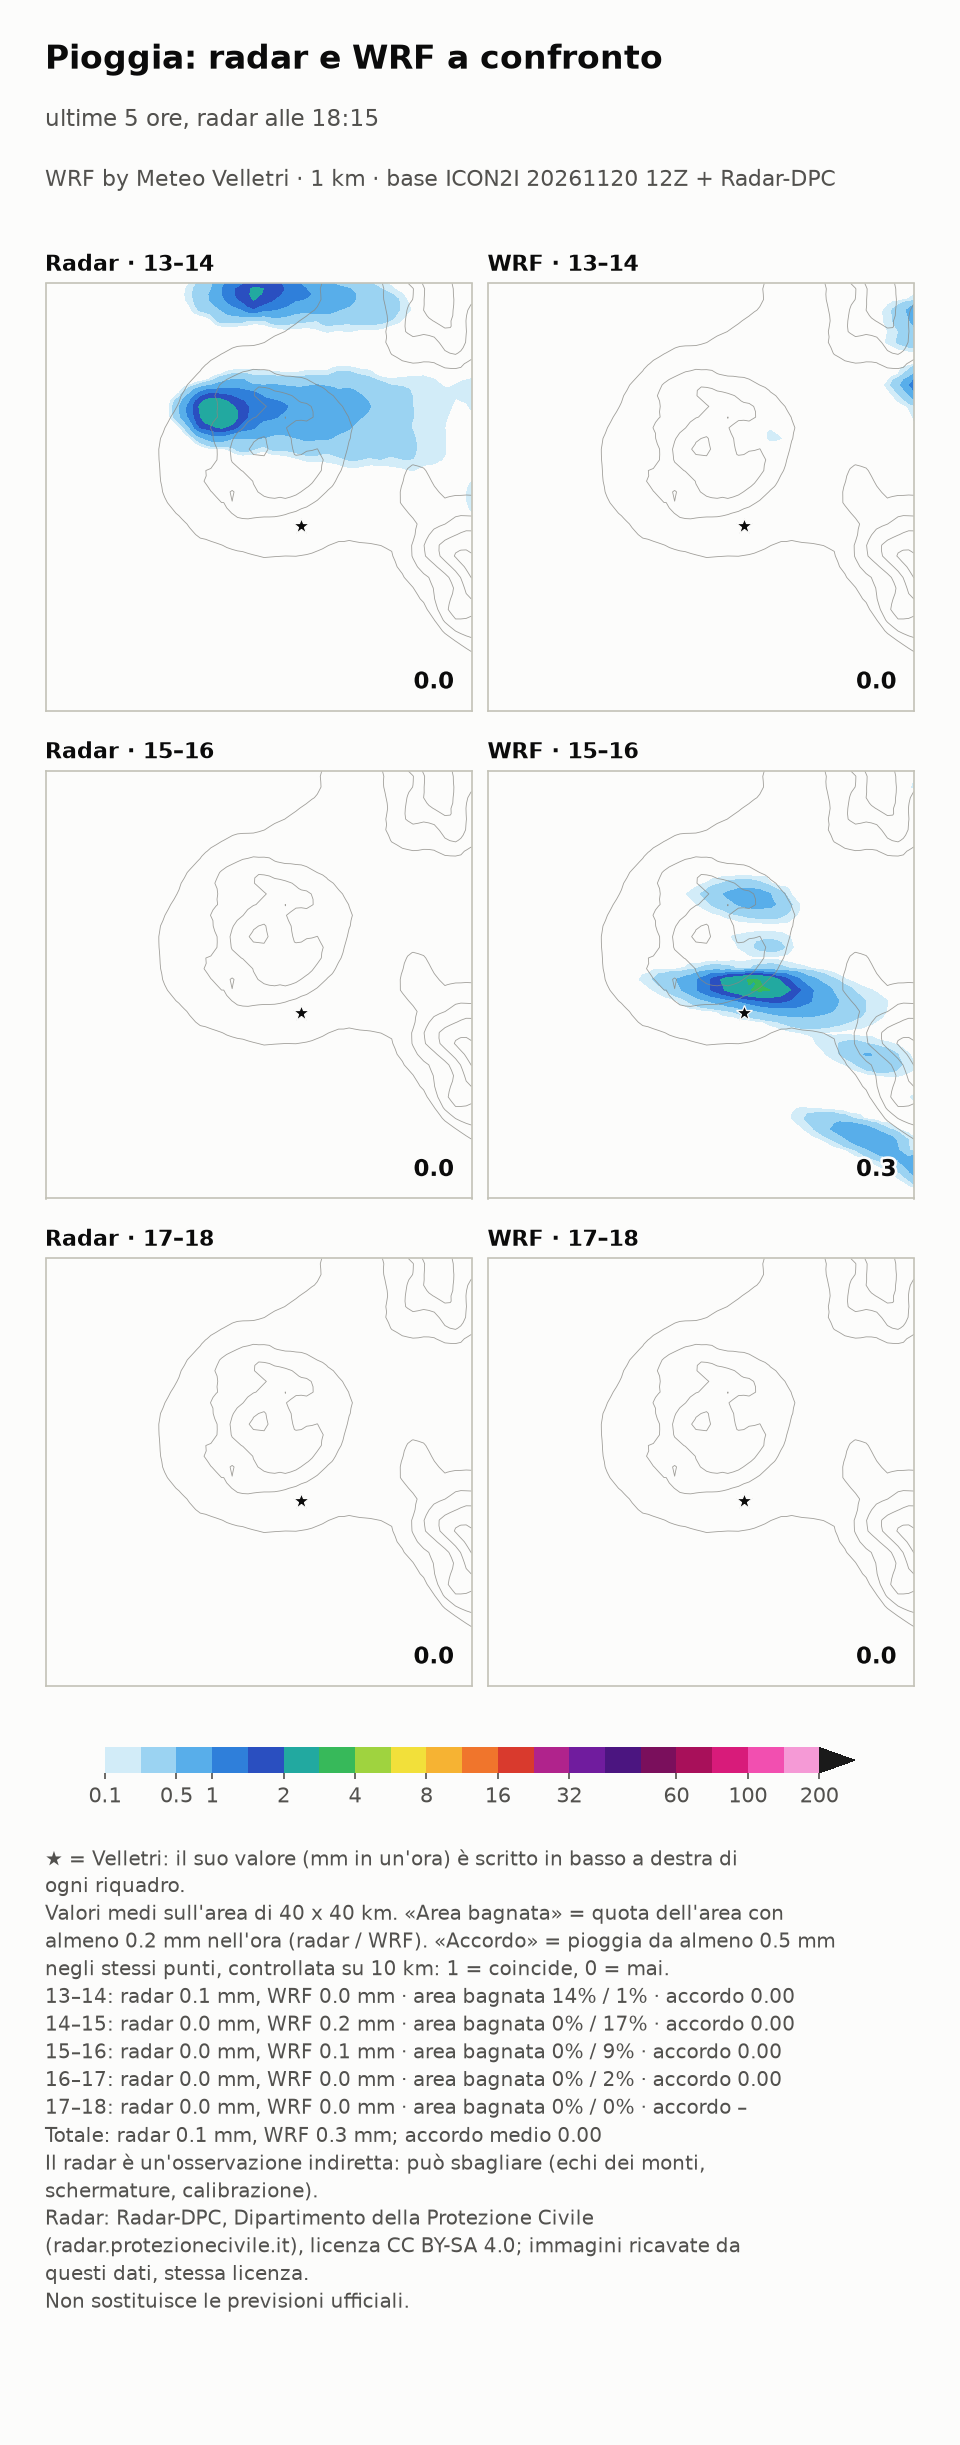 Pioggia: radar e WRF a confronto
ultime 5 ore, radar alle 18:15
WRF by Meteo Velletri · 1 km · base ICON2I 20261120 12Z + Radar-DPC
Radar · 13–14
WRF · 13–14
0.0
0.0
Radar · 15–16
WRF · 15–16
0.0
0.3
Radar · 17–18
WRF · 17–18
0.0
0.0
0.1 0.5 1 2 4 8 16 32 60 100 200
★ = Velletri: il suo valore (mm in un'ora) è scritto in basso a destra di
ogni riquadro.
Valori medi sull'area di 40 x 40 km. «Area bagnata» = quota dell'area con
almeno 0.2 mm nell'ora (radar / WRF). «Accordo» = pioggia da almeno 0.5 mm
negli stessi punti, controllata su 10 km: 1 = coincide, 0 = mai.
13–14: radar 0.1 mm, WRF 0.0 mm · area bagnata 14% / 1% · accordo 0.00
14–15: radar 0.0 mm, WRF 0.2 mm · area bagnata 0% / 17% · accordo 0.00
15–16: radar 0.0 mm, WRF 0.1 mm · area bagnata 0% / 9% · accordo 0.00
16–17: radar 0.0 mm, WRF 0.0 mm · area bagnata 0% / 2% · accordo 0.00
17–18: radar 0.0 mm, WRF 0.0 mm · area bagnata 0% / 0% · accordo –
Totale: radar 0.1 mm, WRF 0.3 mm; accordo medio 0.00
Il radar è un'osservazione indiretta: può sbagliare (echi dei monti,
schermature, calibrazione).
Radar: Radar-DPC, Dipartimento della Protezione Civile
(radar.protezionecivile.it), licenza CC BY-SA 4.0; immagini ricavate da
questi dati, stessa licenza.
Non sostituisce le previsioni ufficiali.